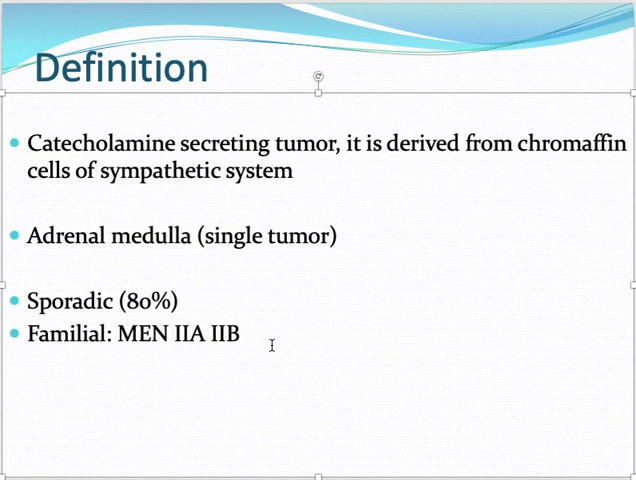 Definition
Catecholamine secreting tumor, it is derived from chromaffin
cells of sympathetic system
Adrenal medulla (single tumor)
Sporadic (80%)
Familial: MEN IIA IIB